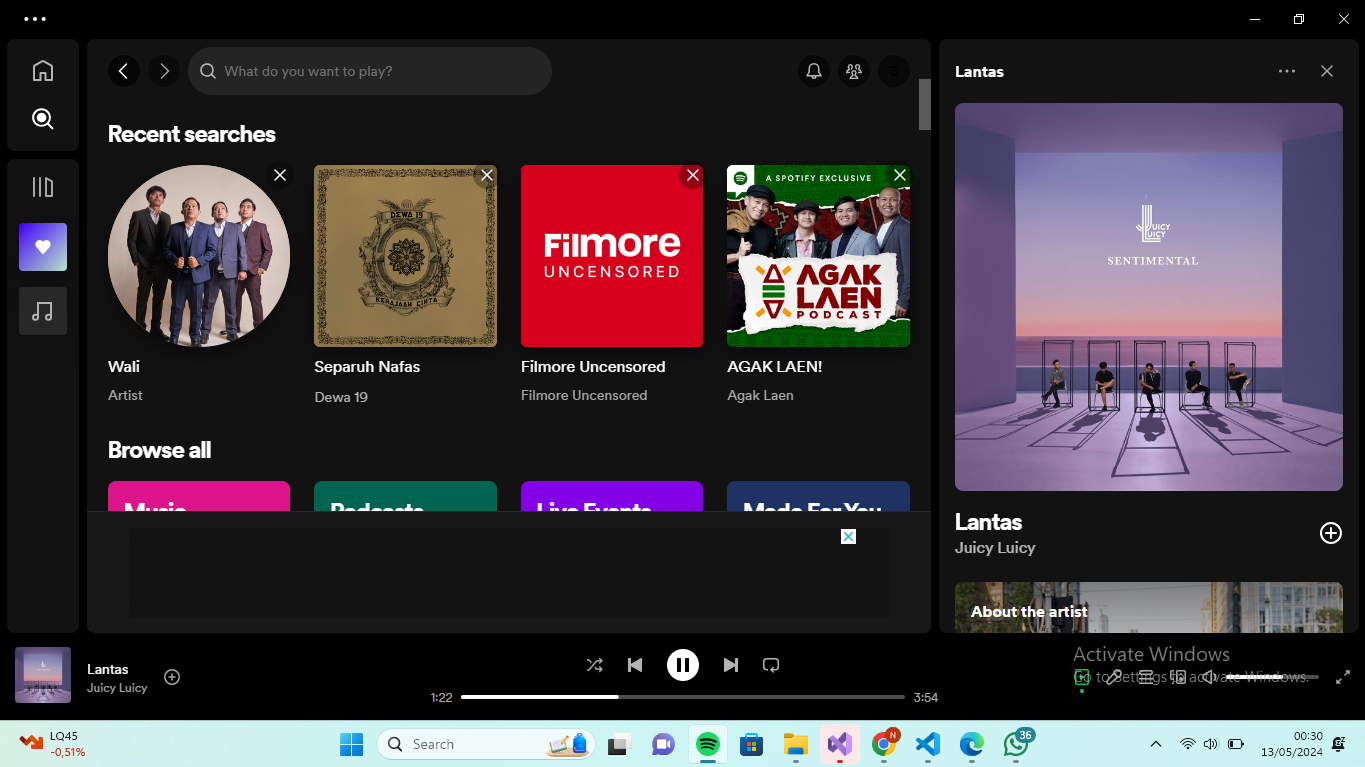 What do you want to play?
Recent searches
DEWA 19
KERAJAAN CINTA
Filmore
UNCENSORED
A SPOTIFY EXCLUSIVE
AGAK
LAEN
PODCAST
Wali
Artist
Separuh Nafas
Dewa 19
Filmore Uncensored
Filmore Uncensored
AGAK LAEN!
Agak Laen
Browse all
Music
Podcasts
Live Events
Made For You
Lantas
JUICY
LUICY
SENTIMENTAL
Lantas
Juicy Luicy
About the artist
Lantas
Juicy Luicy
1:22
3:54
Activate Windows
Go to Settings to activate Windows.
LQ45
-0,51%
Search
N
36
00:30
13/05/2024